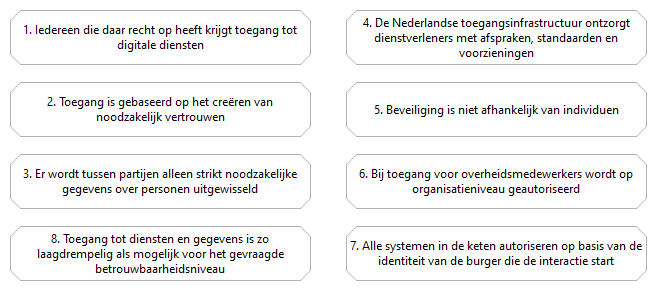 1. Iedereen die daar recht op heeft krijgt toegang tot
digitale diensten
2. Toegang is gebaseerd op het creëren van
noodzakelijk vertrouwen
3. Er wordt tussen partijen alleen strikt noodzakelijke
gegevens over personen uitgewisseld
8. Toegang tot diensten en gegevens is zo
laagdrempelig als mogelijk voor het gevraagde
betrouwbaarheidsniveau
4. De Nederlandse toegangsinfrastructuur ontzorgt
dienstverleners met afspraken, standaarden en
voorzieningen
5. Beveiliging is niet afhankelijk van individuen
6. Bij toegang voor overheidsmedewerkers wordt op
organisatieniveau geautoriseerd
7. Alle systemen in de keten autoriseren op basis van de
identiteit van de burger die de interactie start